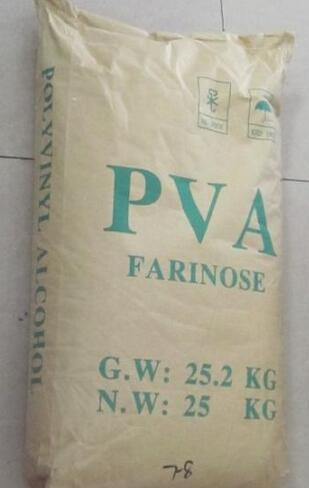 POLYVINYL ALCOHOL
PVA
FARINOSE
G.W: 25.2 KG
N.W: 25 KG